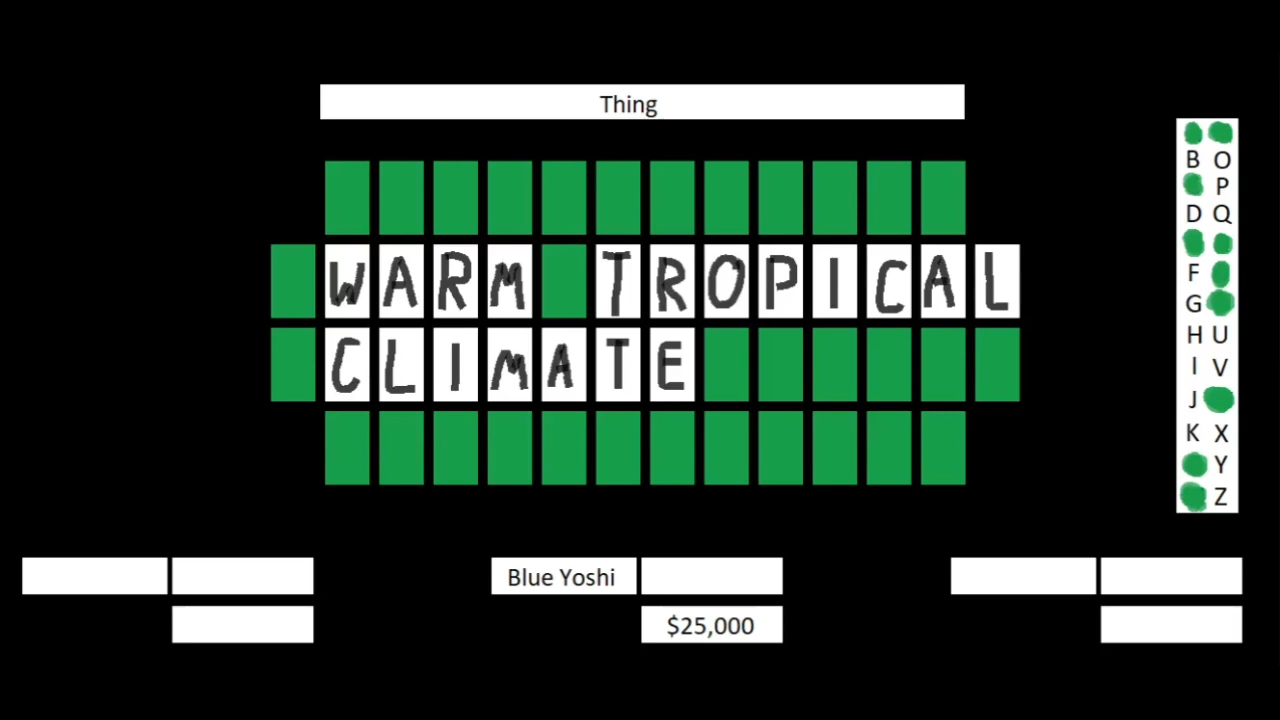 Thing
WARM TROPICAL
CLIMATE
B O
P
D Q
F
G
H U
I V
J
K X
Y
Z
Blue Yoshi
$25,000